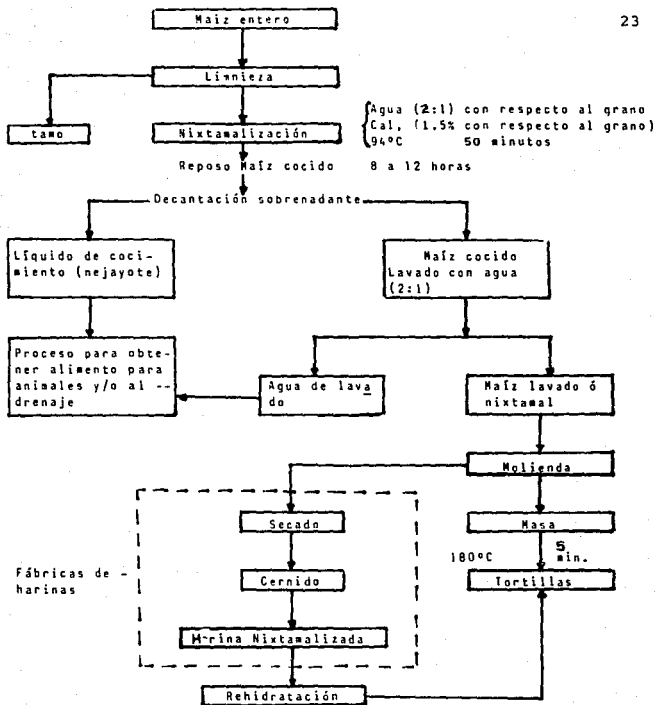 23
Maiz entero
Limnieza
tamo
Nixtamalización
Agua (2:1) con respecto al grano
Cal, (1.5% con respecto al grano)
94ºC 50 minutos
Reposo Maíz cocido 8 a 12 horas
Decantación sobrenadante
Líquido de coci-
miento (nejayote)
Maíz cocido
Lavado con agua
(2:1)
Proceso para obte-
ner alimento para
animales y/o al --
drenaje
Agua de lava
do
Maíz lavado ó
nixtamal
Molienda
Secado
Masa
180ºC 5
min.
Fábricas de -
harinas
Cernido
Tortillas
H-rina Nixtamalizada
Rehidratación